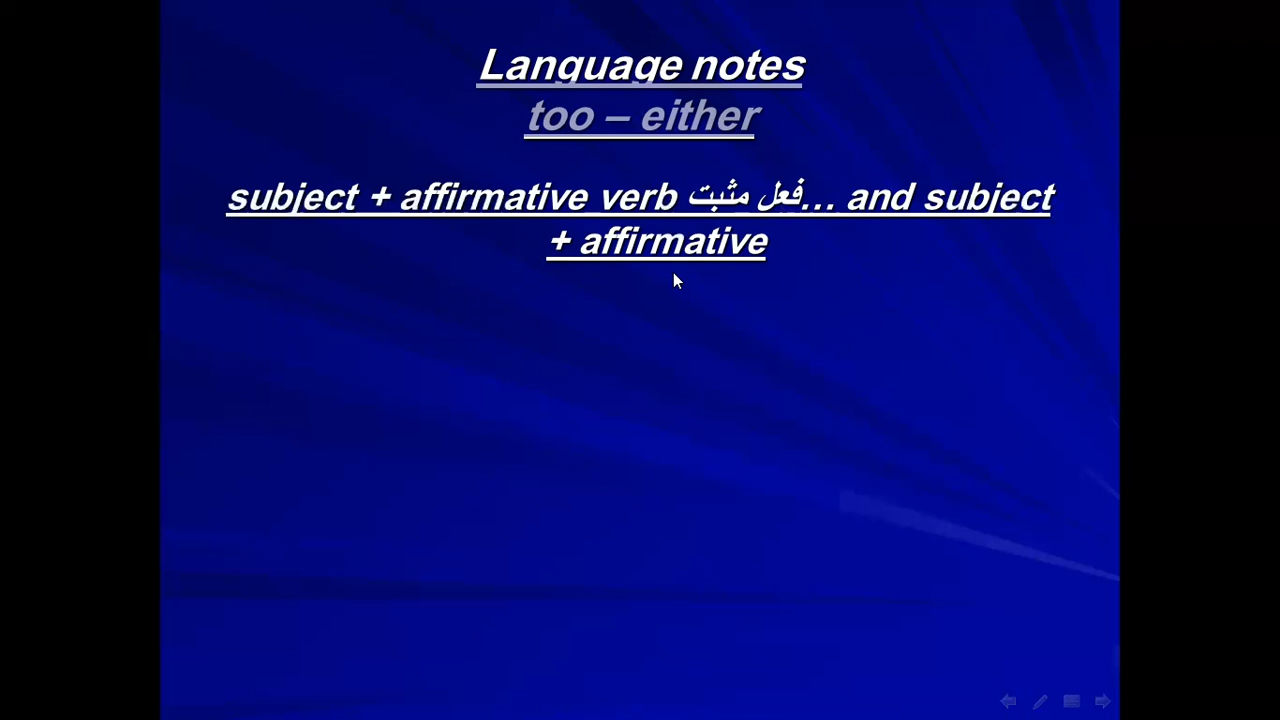 Language notes
too – either
subject + affirmative verb فعل مثبت... and subject
+ affirmative